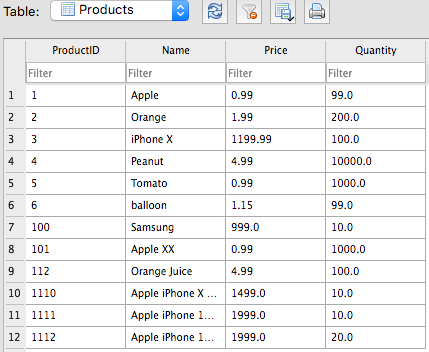 Table: Products
ProductID Name Price Quantity
Filter Filter Filter Filter
1 1 Apple 0.99 99.0
2 2 Orange 1.99 200.0
3 3 iPhone X 1199.99 100.0
4 4 Peanut 4.99 10000.0
5 5 Tomato 0.99 1000.0
6 6 balloon 1.15 99.0
7 100 Samsung 999.0 10.0
8 101 Apple XX 0.99 1000.0
9 112 Orange Juice 4.99 100.0
10 1110 Apple iPhone X ... 1499.0 10.0
11 1111 Apple iPhone 1... 1999.0 10.0
12 1112 Apple iPhone 1... 1999.0 20.0